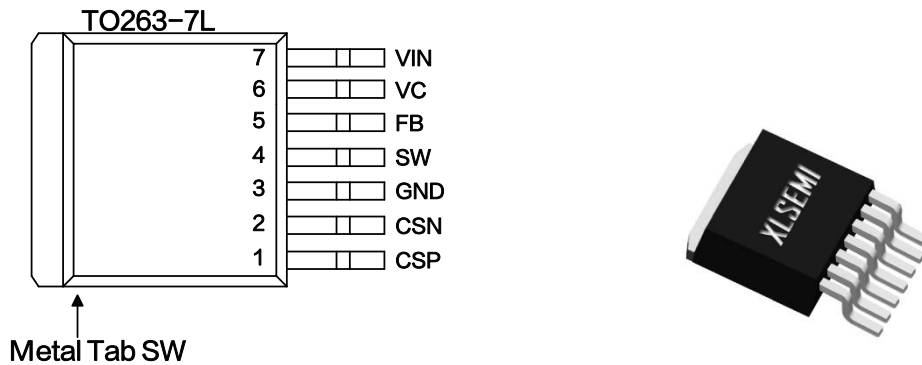 TO263-7L
7 VIN
6 VC
5 FB
4 SW
3 GND
2 CSN
1 CSP
Metal Tab SW
XLSEMI